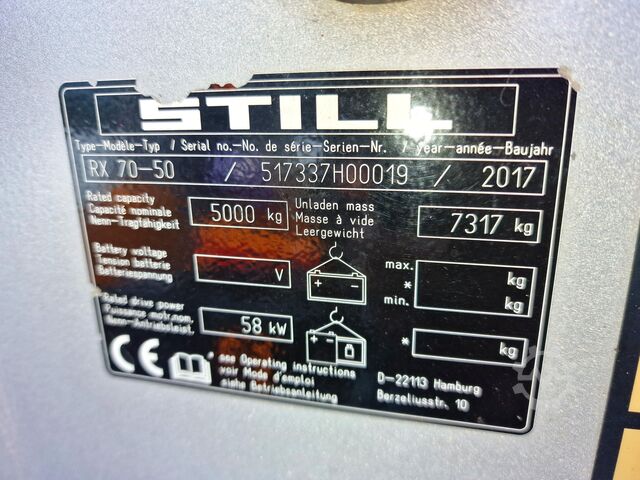 STILL
Type-Modèle-Typ / Serial no.-No. de série-Serien-Nr. / year-année-Baujahr
RX 70-50 / 517337H00019 / 2017
Rated capacity
Capacité nominale
Nenn-Tragfähigkeit
5000 kg
Unladen mass
Masse à vide
Leergewicht
7317 kg
Battery voltage
Tension batterie
Batteriespannung
V
+ -
max. kg
*
min. kg
Rated drive power
Puissance motr.nom.
Nenn-Antriebsleist.
58 kW
+
* kg
CE
see Operating instructions
voir Mode d'emploi
siehe Betriebsanleitung
D-22113 Hamburg
Berzeliusstr. 10